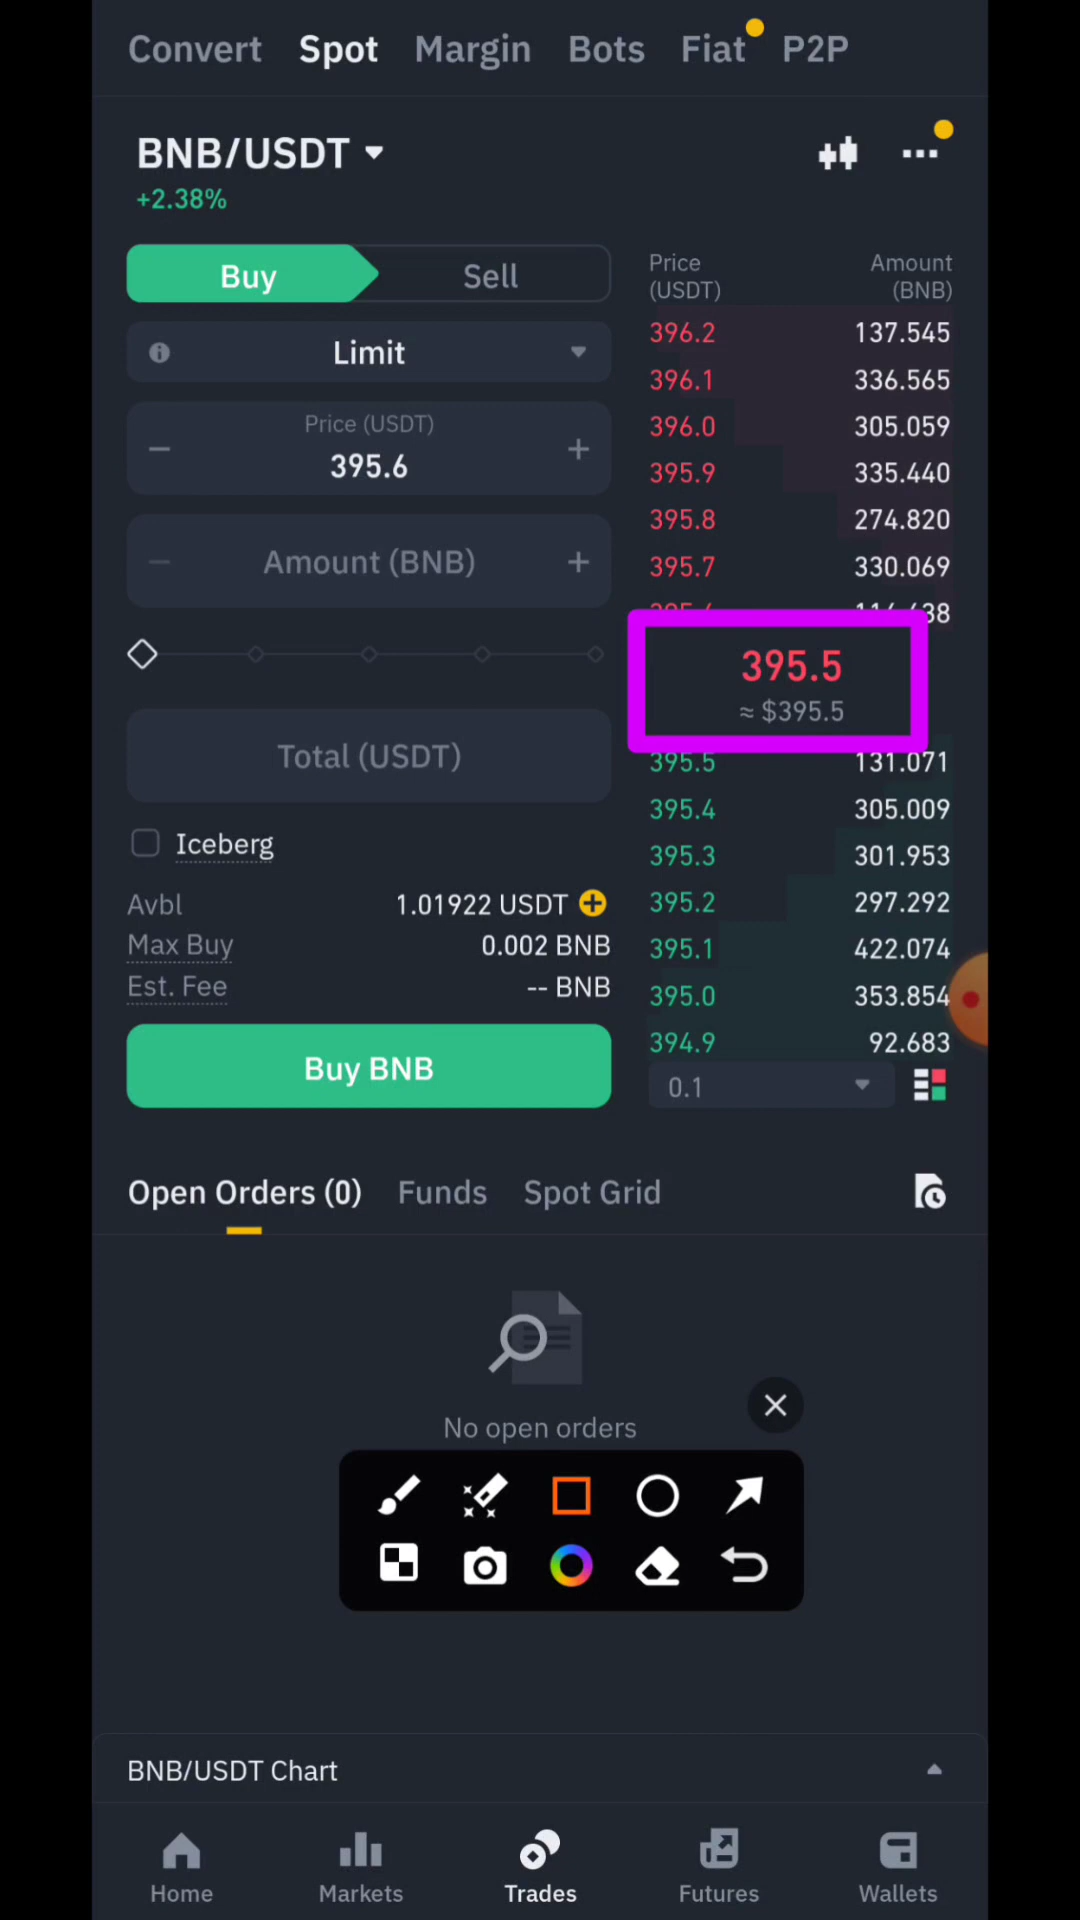 Convert Spot Margin Bots Fiat P2P
BNB/USDT
+2.38%
Buy Sell
Limit
Price (USDT)
395.6
Amount (BNB)
Total (USDT)
Iceberg
Avbl 1.01922 USDT
Max Buy 0.002 BNB
Est. Fee -- BNB
Buy BNB
Price (USDT) Amount (BNB)
396.2 137.545
396.1 336.565
396.0 305.059
395.9 335.440
395.8 274.820
395.7 330.069
395.5
≈ $395.5
395.5 131.071
395.4 305.009
395.3 301.953
395.2 297.292
395.1 422.074
395.0 353.854
394.9 92.683
0.1
Open Orders (0) Funds Spot Grid
No open orders
BNB/USDT Chart
Home Markets Trades Futures Wallets